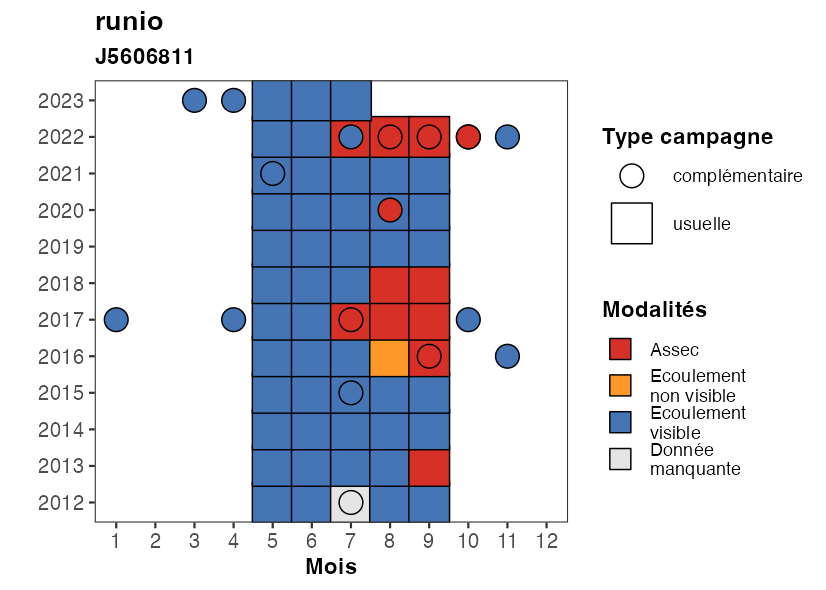 runio
J5606811
2023
2022
2021
2020
2019
2018
2017
2016
2015
2014
2013
2012
1 2 3 4 5 6 7 8 9 10 11 12
Mois
Type campagne
complémentaire
usuelle
Modalités
Assec
Ecoulement
non visible
Ecoulement
visible
Donnée
manquante